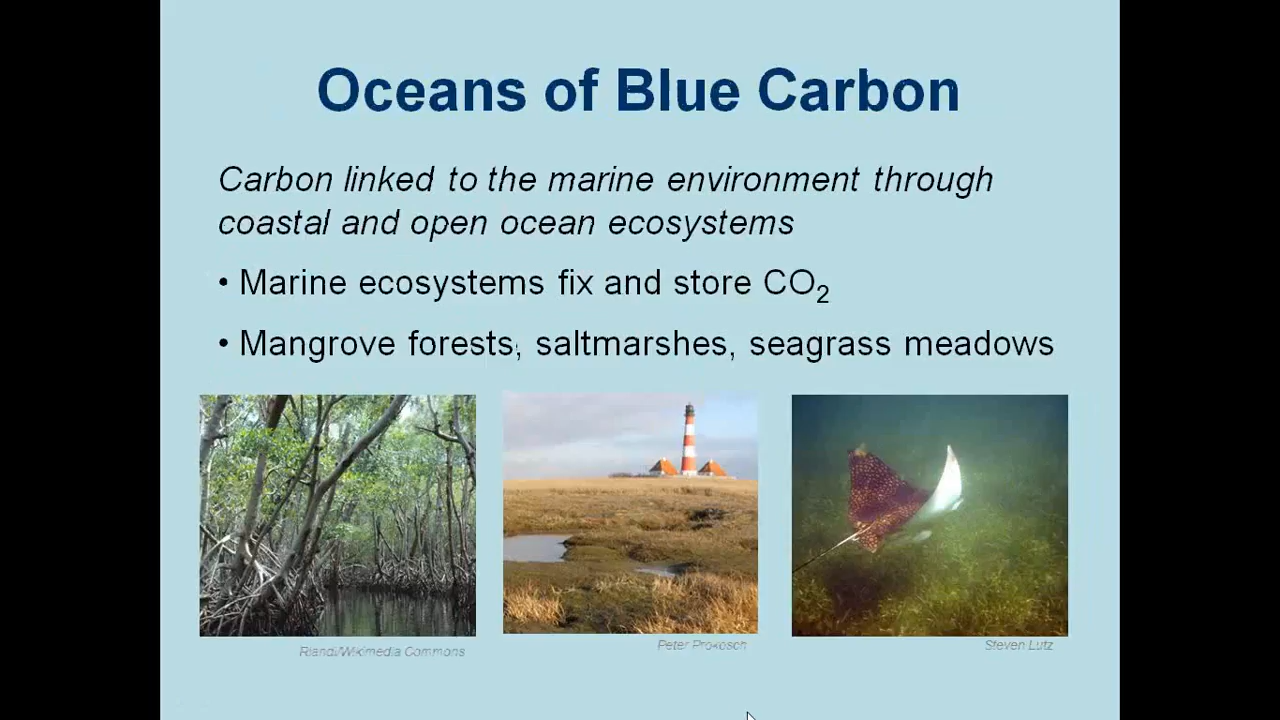 Oceans of Blue Carbon
Carbon linked to the marine environment through
coastal and open ocean ecosystems
• Marine ecosystems fix and store CO₂
• Mangrove forests, saltmarshes, seagrass meadows
Riandi/Wikimedia Commons
Peter Prokosch
Steven Lutz